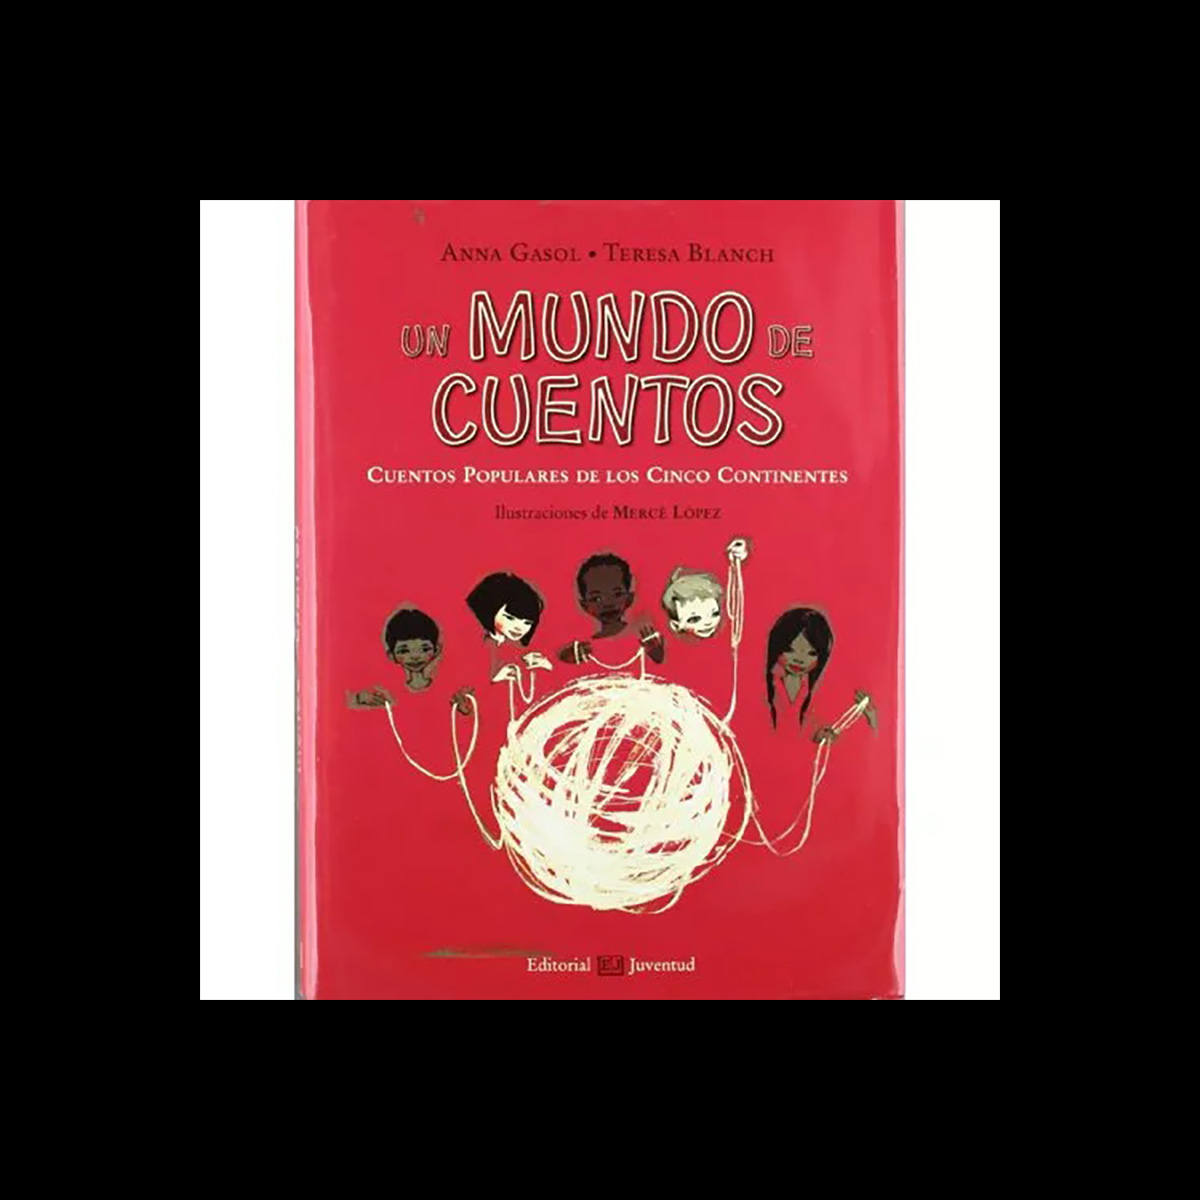 ANNA GASOL • TERESA BLANCH
UN MUNDO DE
CUENTOS
CUENTOS POPULARES DE LOS CINCO CONTINENTES
Ilustraciones de MERCÈ LÓPEZ
Editorial EJ Juventud